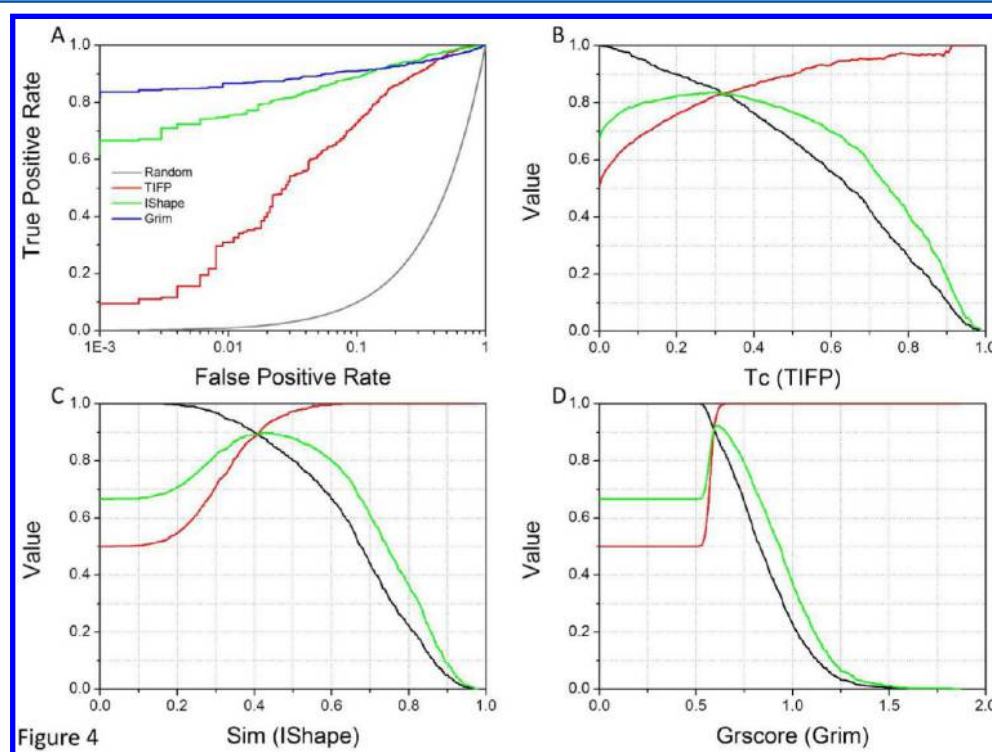 A
1.0
0.8
0.6
0.4
0.2
0.0
True Positive Rate
Random
TIFP
IShape
Grim
1E-3 0.01 0.1 1
False Positive Rate
B
1.0
0.8
0.6
0.4
0.2
0.0
Value
0.0 0.2 0.4 0.6 0.8 1.0
Tc (TIFP)
C
1.0
0.8
0.6
0.4
0.2
0.0
Value
0.0 0.2 0.4 0.6 0.8 1.0
Sim (IShape)
D
1.0
0.8
0.6
0.4
0.2
0.0
Value
0.0 0.5 1.0 1.5 2.0
Grscore (Grim)
Figure 4